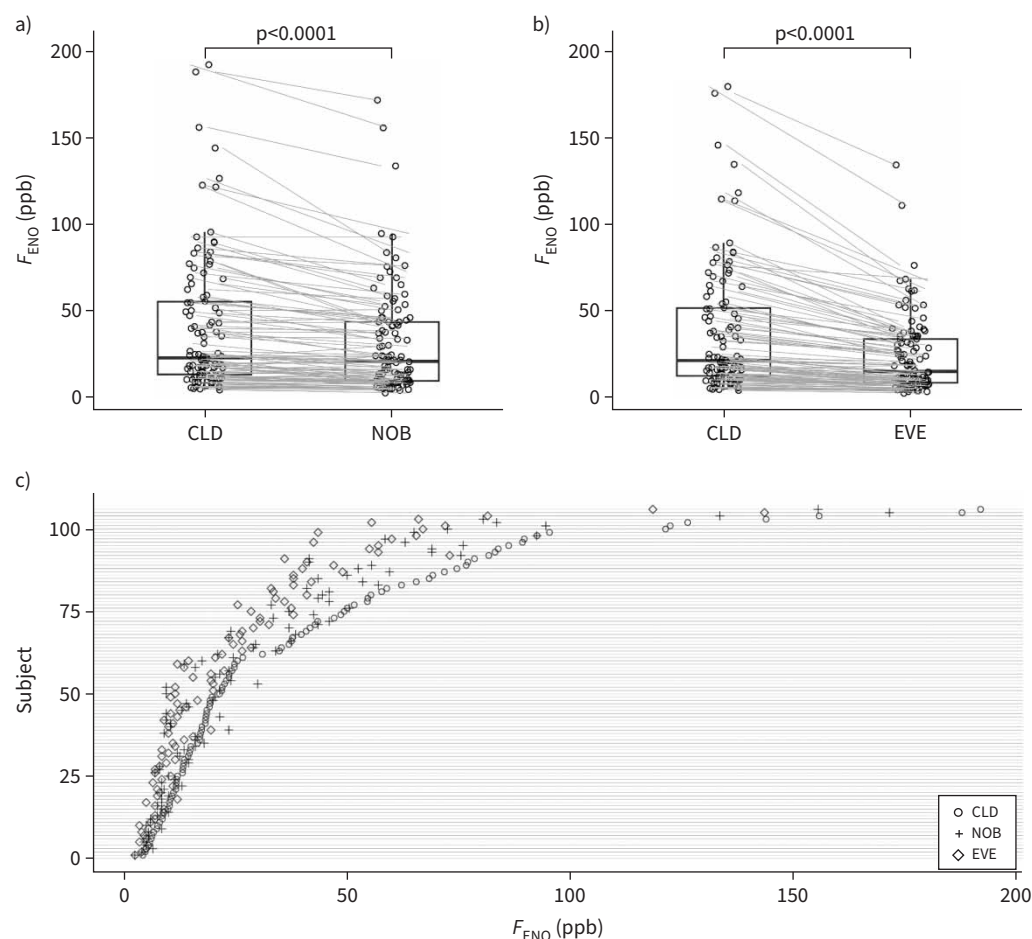 a)
p<0.0001
200
150
100
50
0
FENO (ppb)
CLD
NOB
b)
p<0.0001
200
150
100
50
0
FENO (ppb)
CLD
EVE
c)
100
75
50
25
0
Subject
0
50
100
150
200
FENO (ppb)
CLD
NOB
EVE